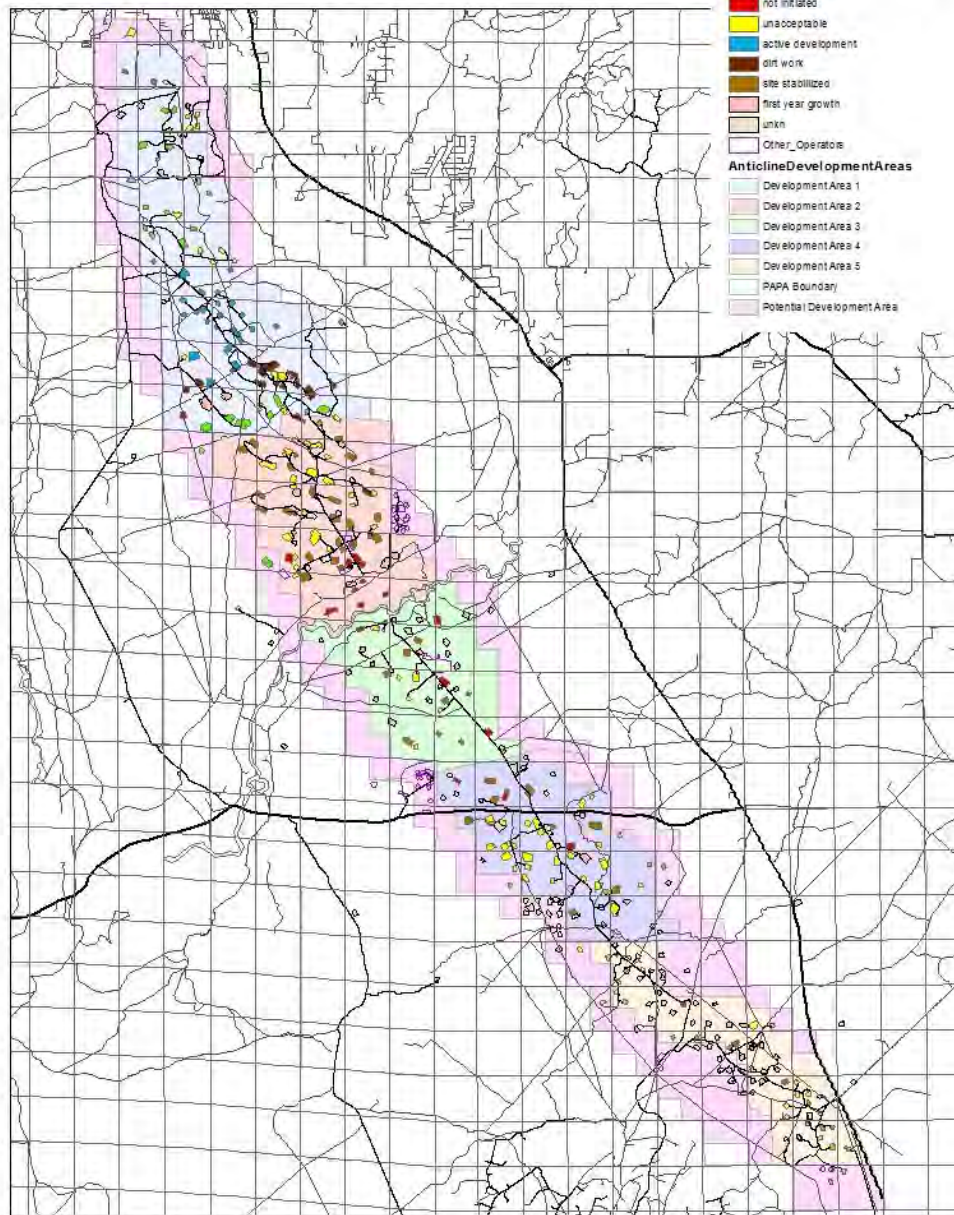 not initiated
unacceptable
active development
dirt work
site stabilized
first year growth
unkn
Other_Operators
AnticlineDevelopmentAreas
Development Area 1
Development Area 2
Development Area 3
Development Area 4
Development Area 5
PAPA Boundary
Potential Development Area